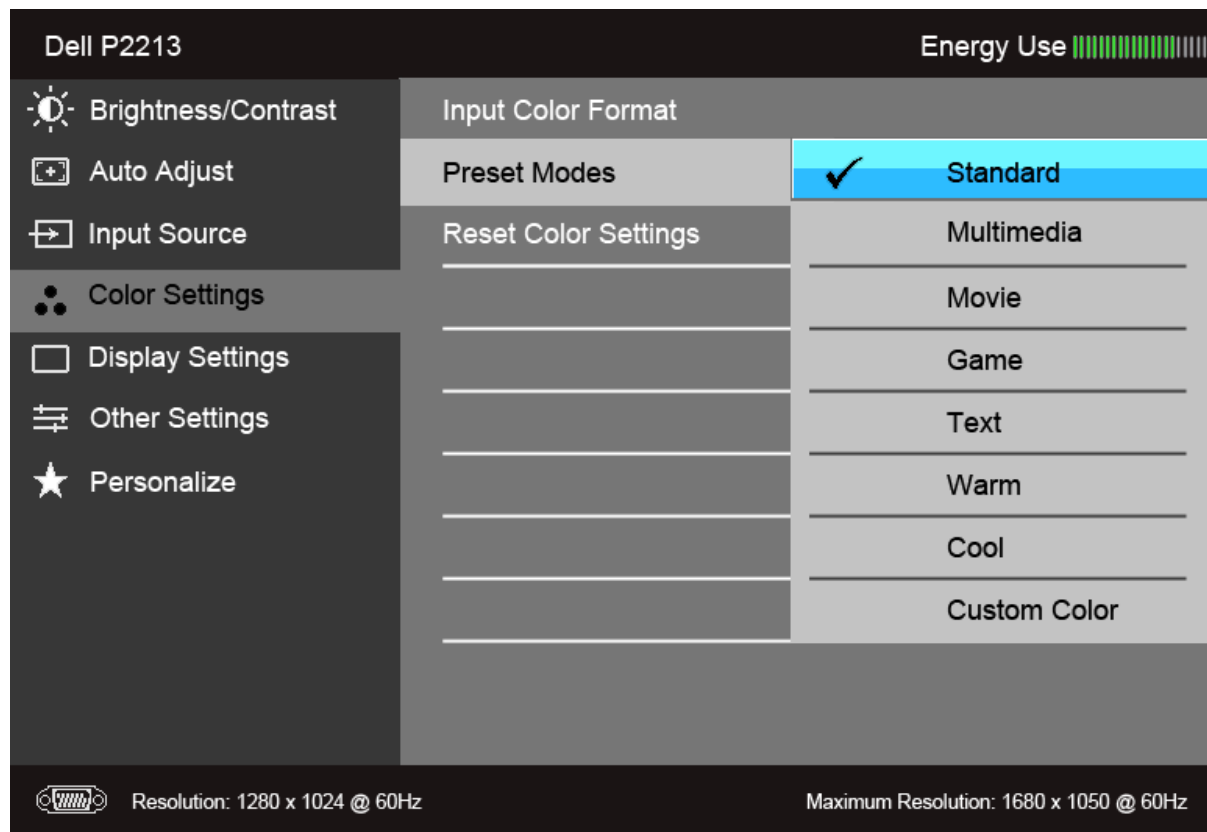 Dell P2213 Energy Use
Brightness/Contrast Input Color Format
Auto Adjust Preset Modes Standard
Input Source Reset Color Settings Multimedia
Color Settings Movie
Display Settings Game
Other Settings Text
Personalize Warm
Cool
Custom Color
Resolution: 1280 x 1024 @ 60Hz Maximum Resolution: 1680 x 1050 @ 60Hz